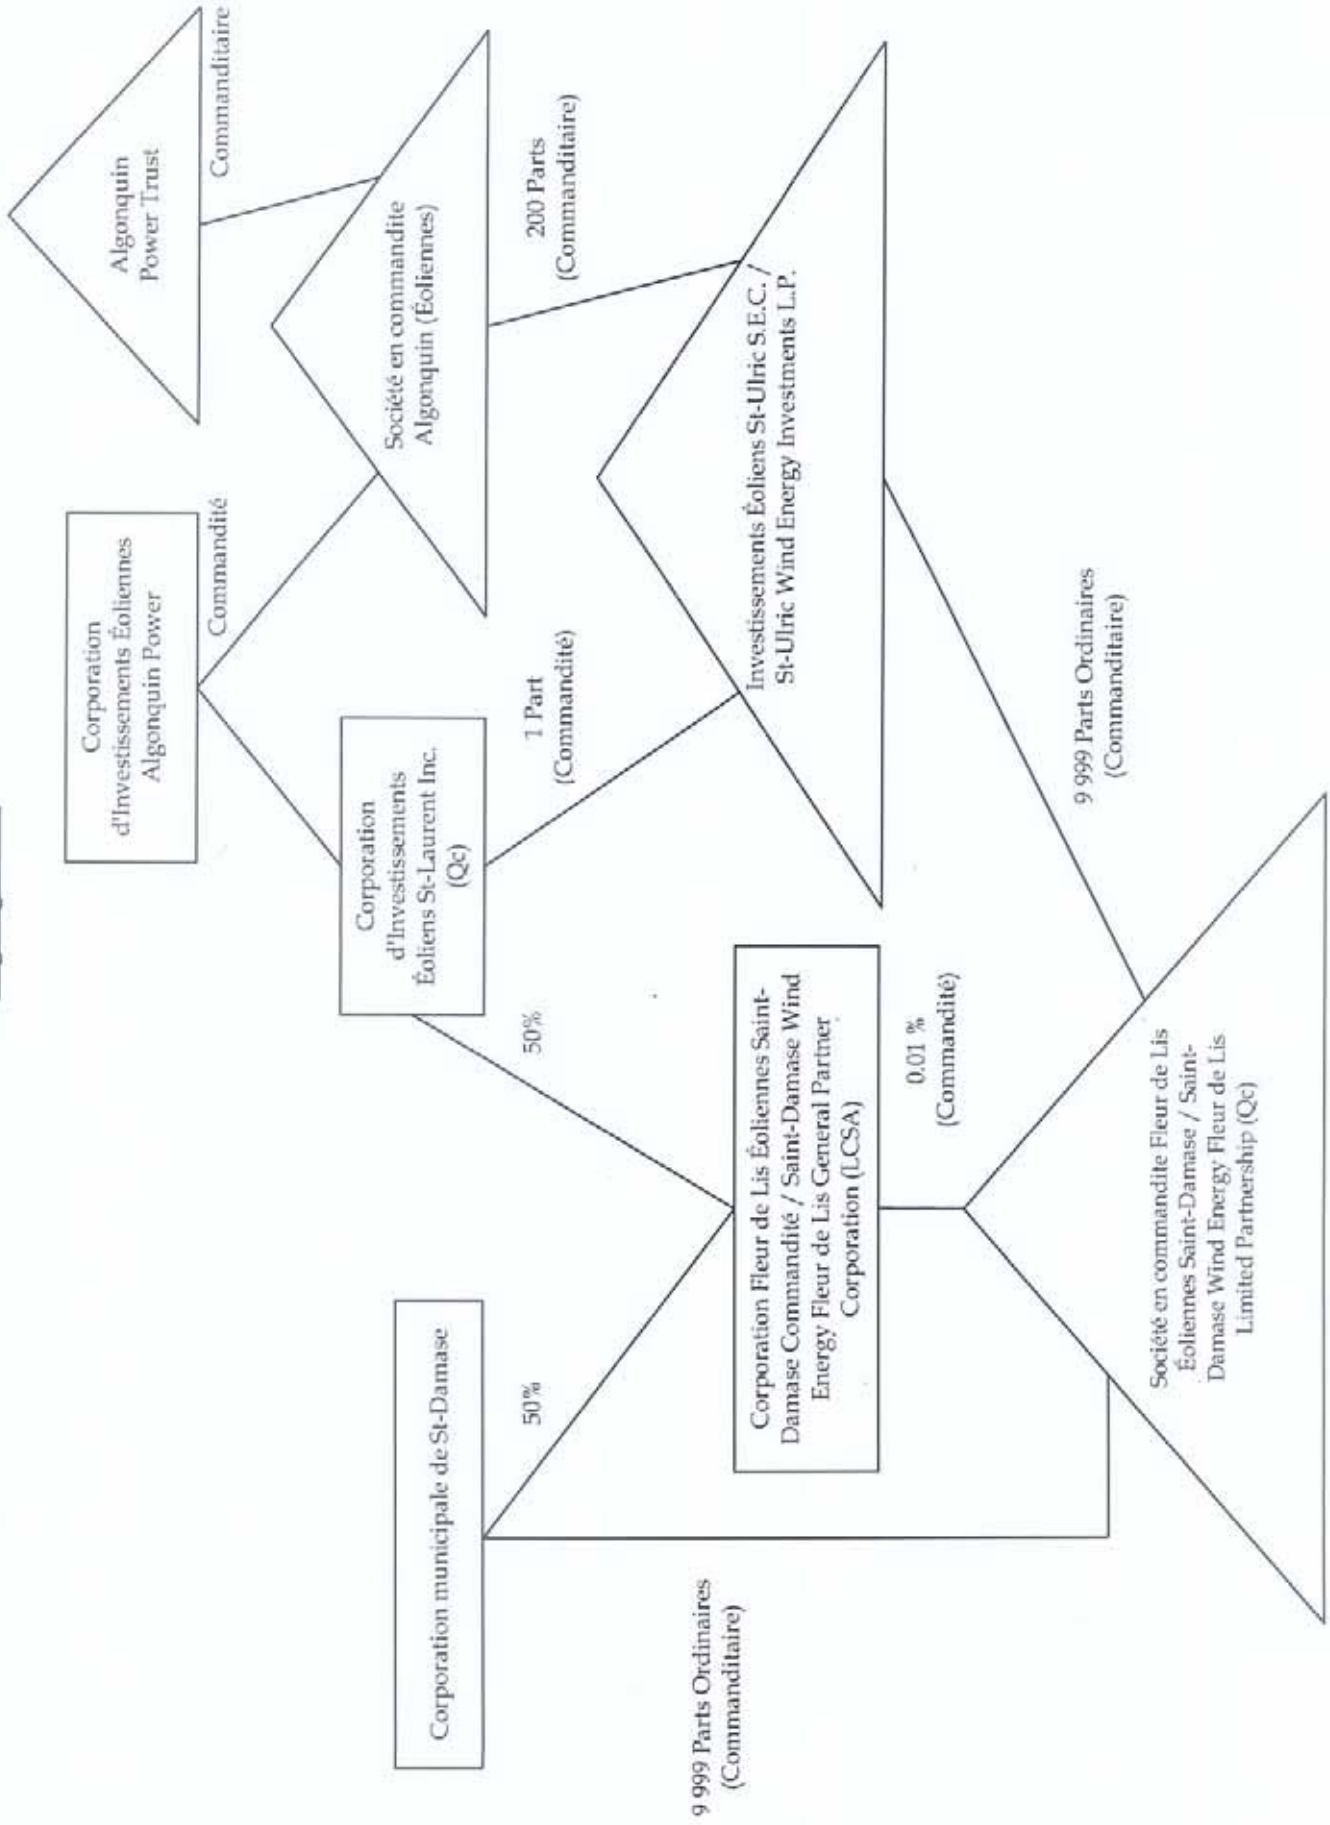 Algonquin
Power Trust
Commanditaire
Corporation
d'Investissements Éoliennes
Algonquin Power
Commandité
Société en commandite
Algonquin (Éoliennes)
200 Parts
(Commanditaire)
Corporation
d'Investissements
Éoliens St-Laurent Inc.
(Qc)
1 Part
(Commandité)
Investissements Éoliens St-Ulric S.E.C. /
St-Ulric Wind Energy Investments L.P.
Corporation municipale de St-Damase
50%
50%
Corporation Fleur de Lis Éoliennes Saint-
Damase Commandité / Saint-Damase Wind
Energy Fleur de Lis General Partner
Corporation (LCSA)
0.01 %
(Commandité)
9 999 Parts Ordinaires
(Commanditaire)
9 999 Parts Ordinaires
(Commanditaire)
Société en commandite Fleur de Lis
Éoliennes Saint-Damase / Saint-
Damase Wind Energy Fleur de Lis
Limited Partnership (Qc)